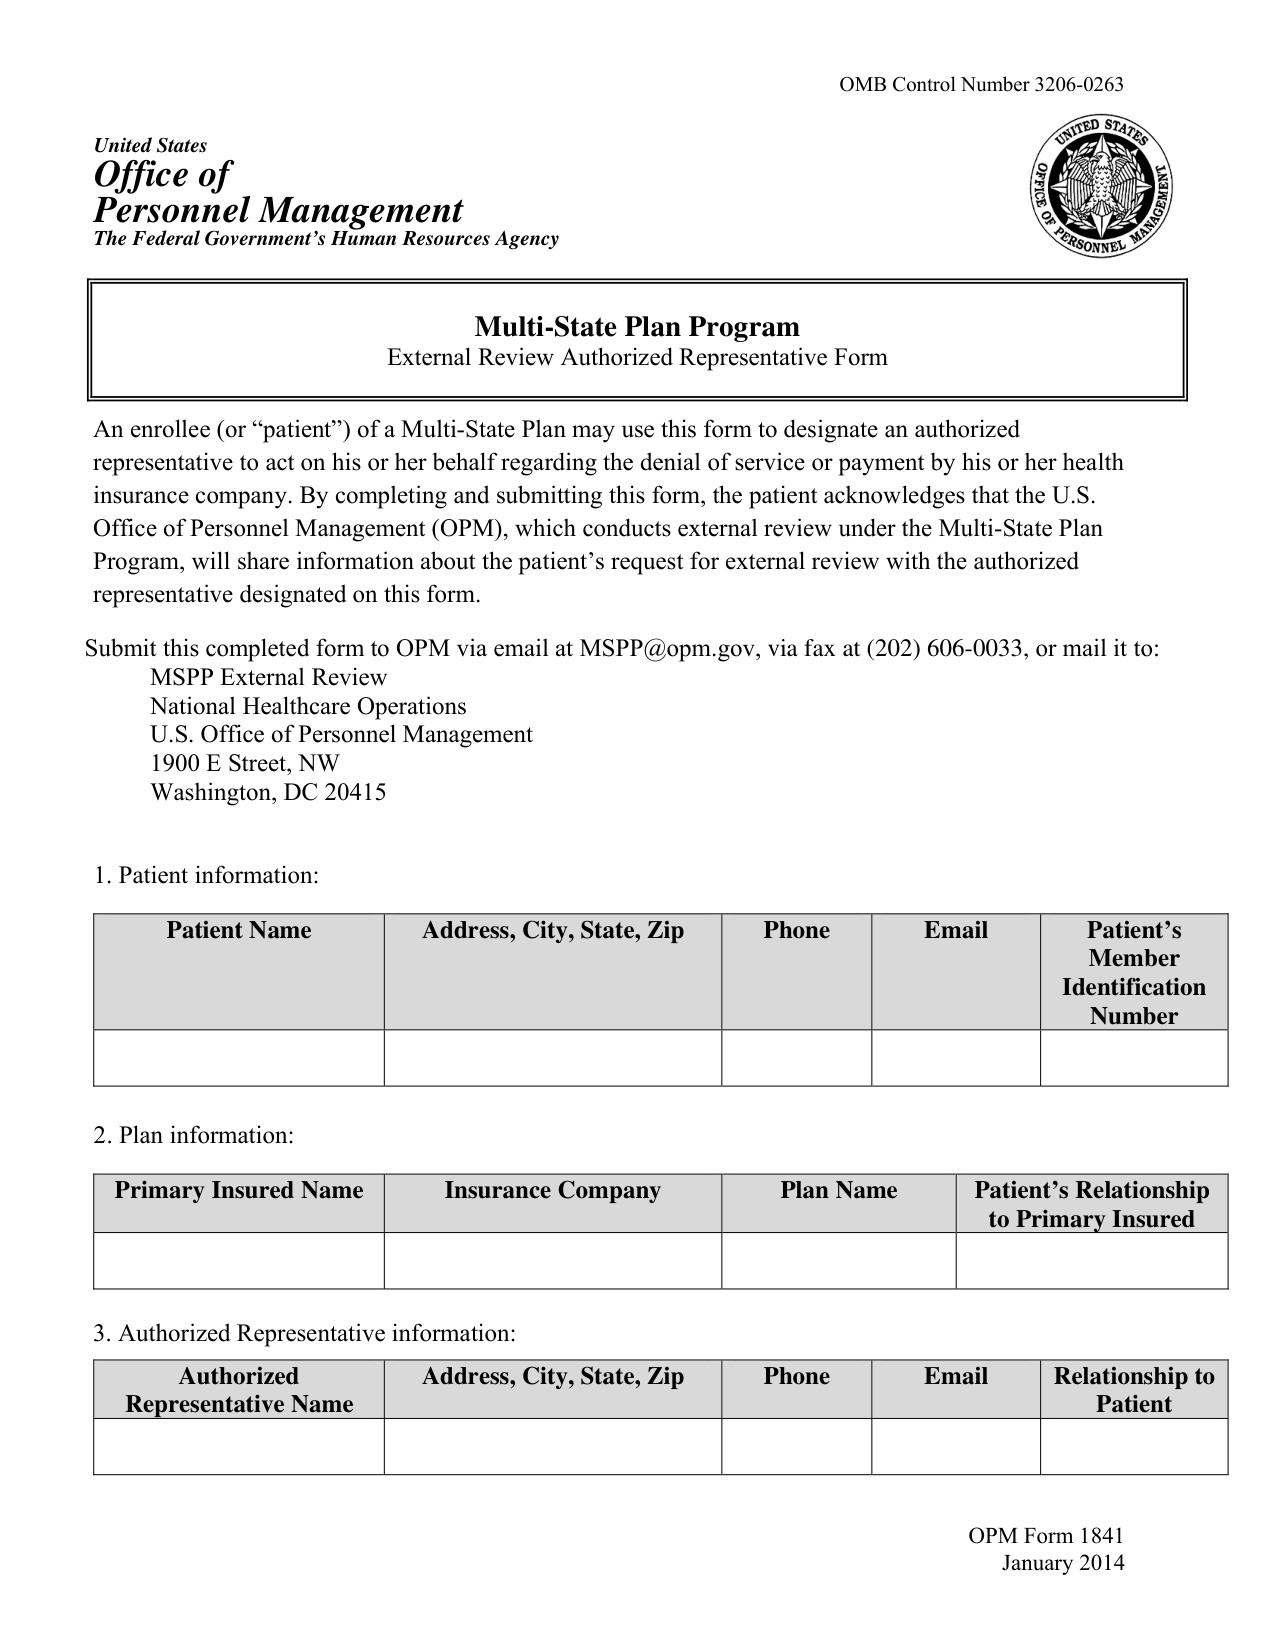 OMB Control Number 3206-0263
United States
Office of
Personnel Management
The Federal Government’s Human Resources Agency
UNITED STATES
OFFICE OF PERSONNEL MANAGEMENT
Multi-State Plan Program
External Review Authorized Representative Form
An enrollee (or “patient”) of a Multi-State Plan may use this form to designate an authorized
representative to act on his or her behalf regarding the denial of service or payment by his or her health
insurance company. By completing and submitting this form, the patient acknowledges that the U.S.
Office of Personnel Management (OPM), which conducts external review under the Multi-State Plan
Program, will share information about the patient’s request for external review with the authorized
representative designated on this form.
Submit this completed form to OPM via email at MSPP@opm.gov, via fax at (202) 606-0033, or mail it to:
MSPP External Review
National Healthcare Operations
U.S. Office of Personnel Management
1900 E Street, NW
Washington, DC 20415
1. Patient information:
Patient Name
Address, City, State, Zip
Phone
Email
Patient’s
Member
Identification
Number
2. Plan information:
Primary Insured Name
Insurance Company
Plan Name
Patient’s Relationship
to Primary Insured
3. Authorized Representative information:
Authorized
Representative Name
Address, City, State, Zip
Phone
Email
Relationship to
Patient
OPM Form 1841
January 2014